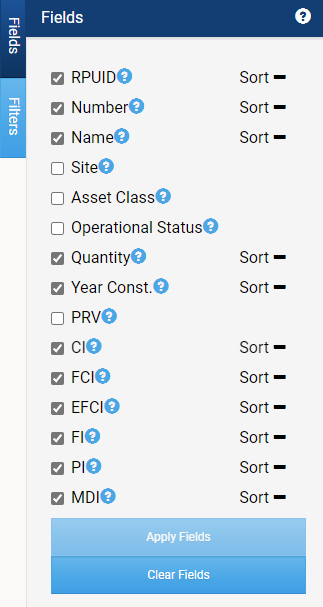 Fields
Filters
Fields ?
RPUID ? Sort
Number ? Sort
Name ? Sort
Site ?
Asset Class ?
Operational Status ?
Quantity ? Sort
Year Const. ? Sort
PRV ?
CI ? Sort
FCI ? Sort
EFCI ? Sort
FI ? Sort
PI ? Sort
MDI ? Sort
Apply Fields
Clear Fields